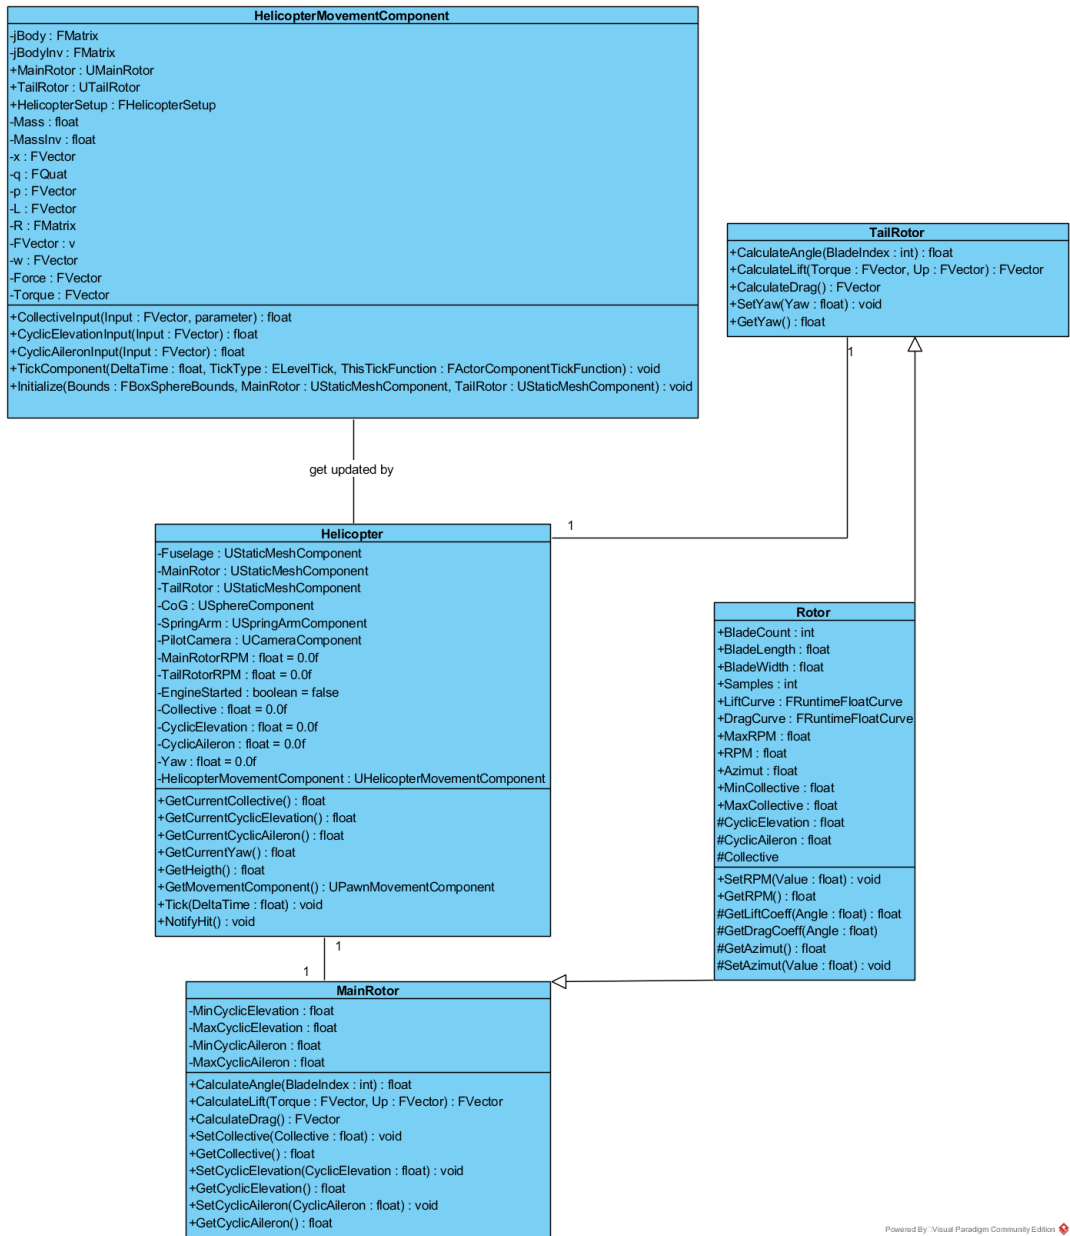 HelicopterMovementComponent
-jBody : FMatrix
-jBodyInv : FMatrix
+MainRotor : UMainRotor
+TailRotor : UTailRotor
+HelicopterSetup : FHelicopterSetup
-Mass : float
-MassInv : float
-x : FVector
-q : FQuat
-p : FVector
-L : FVector
-R : FMatrix
-FVector : v
-w : FVector
-Force : FVector
-Torque : FVector
+CollectiveInput(Input : FVector, parameter) : float
+CyclicElevationInput(Input : FVector) : float
+CyclicAileronInput(Input : FVector) : float
+TickComponent(DeltaTime : float, TickType : ELevelTick, ThisTickFunction : FActorComponentTickFunction) : void
+Initialize(Bounds : FBoxSphereBounds, MainRotor : UStaticMeshComponent, TailRotor : UStaticMeshComponent) : void
TailRotor
+CalculateAngle(BladeIndex : int) : float
+CalculateLift(Torque : FVector, Up : FVector) : FVector
+CalculateDrag() : FVector
+SetYaw(Yaw : float) : void
+GetYaw() : float
1
get updated by
1
Helicopter
-Fuselage : UStaticMeshComponent
-MainRotor : UStaticMeshComponent
-TailRotor : UStaticMeshComponent
-CoG : USphereComponent
-SpringArm : USpringArmComponent
-PilotCamera : UCameraComponent
-MainRotorRPM : float = 0.0f
-TailRotorRPM : float = 0.0f
-EngineStarted : boolean = false
-Collective : float = 0.0f
-CyclicElevation : float = 0.0f
-CyclicAileron : float = 0.0f
-Yaw : float = 0.0f
-HelicopterMovementComponent : UHelicopterMovementComponent
+GetCurrentCollective() : float
+GetCurrentCyclicElevation() : float
+GetCurrentCyclicAileron() : float
+GetCurrentYaw() : float
+GetHeigth() : float
+GetMovementComponent() : UPawnMovementComponent
+Tick(DeltaTime : float) : void
+NotifyHit() : void
Rotor
+BladeCount : int
+BladeLength : float
+BladeWidth : float
+Samples : int
+LiftCurve : FRuntimeFloatCurve
+DragCurve : FRuntimeFloatCurve
+MaxRPM : float
+RPM : float
+Azimut : float
+MinCollective : float
+MaxCollective : float
#CyclicElevation : float
#CyclicAileron : float
#Collective
+SetRPM(Value : float) : void
+GetRPM() : float
#GetLiftCoeff(Angle : float) : float
#GetDragCoeff(Angle : float)
#GetAzimut() : float
#SetAzimut(Value : float) : void
1
1
MainRotor
-MinCyclicElevation : float
-MaxCyclicElevation : float
-MinCyclicAileron : float
-MaxCyclicAileron : float
+CalculateAngle(BladeIndex : int) : float
+CalculateLift(Torque : FVector, Up : FVector) : FVector
+CalculateDrag() : FVector
+SetCollective(Collective : float) : void
+GetCollective() : float
+SetCyclicElevation(CyclicElevation : float) : void
+GetCyclicElevation() : float
+SetCyclicAileron(CyclicAileron : float) : void
+GetCyclicAileron() : float
Powered By Visual Paradigm Community Edition